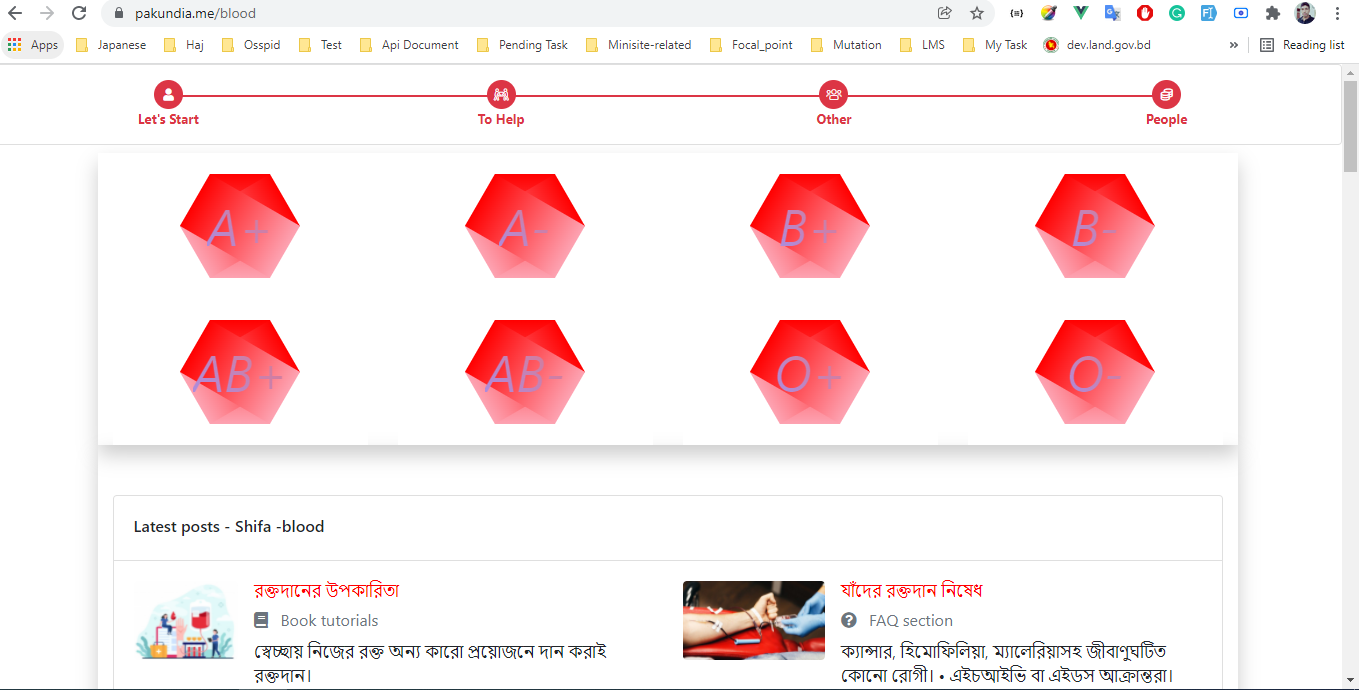 pakundia.me/blood
Apps Japanese Haj Osspid Test Api Document Pending Task Minisite-related Focal_point Mutation LMS My Task dev.land.gov.bd » Reading list
Let's Start To Help Other People
A+ A- B+ B-
AB+ AB- O+ O-
Latest posts - Shifa -blood
রক্তদানের উপকারিতা
Book tutorials
স্বেচ্ছায় নিজের রক্ত অন্য কারো প্রয়োজনে দান করাই
রক্তদান।
যাঁদের রক্তদান নিষেধ
FAQ section
ক্যান্সার, হিমোফিলিয়া, ম্যালেরিয়াসহ জীবাণুঘটিত
কোনো রোগী। • এইচআইভি বা এইডস আক্রান্তরা।